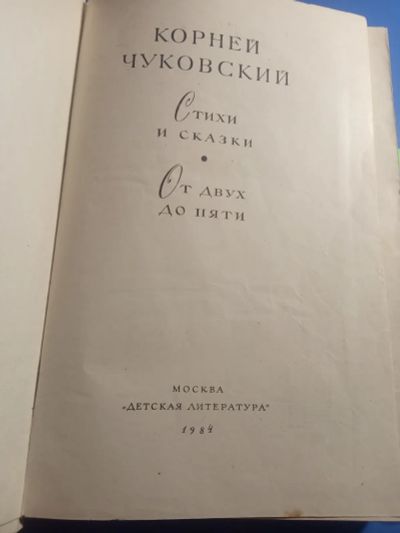 КОРНЕЙ
ЧУКОВСКИЙ
Стихи
и сказки
•
От двух
до пяти
МОСКВА
«ДЕТСКАЯ ЛИТЕРАТУРА»
1984